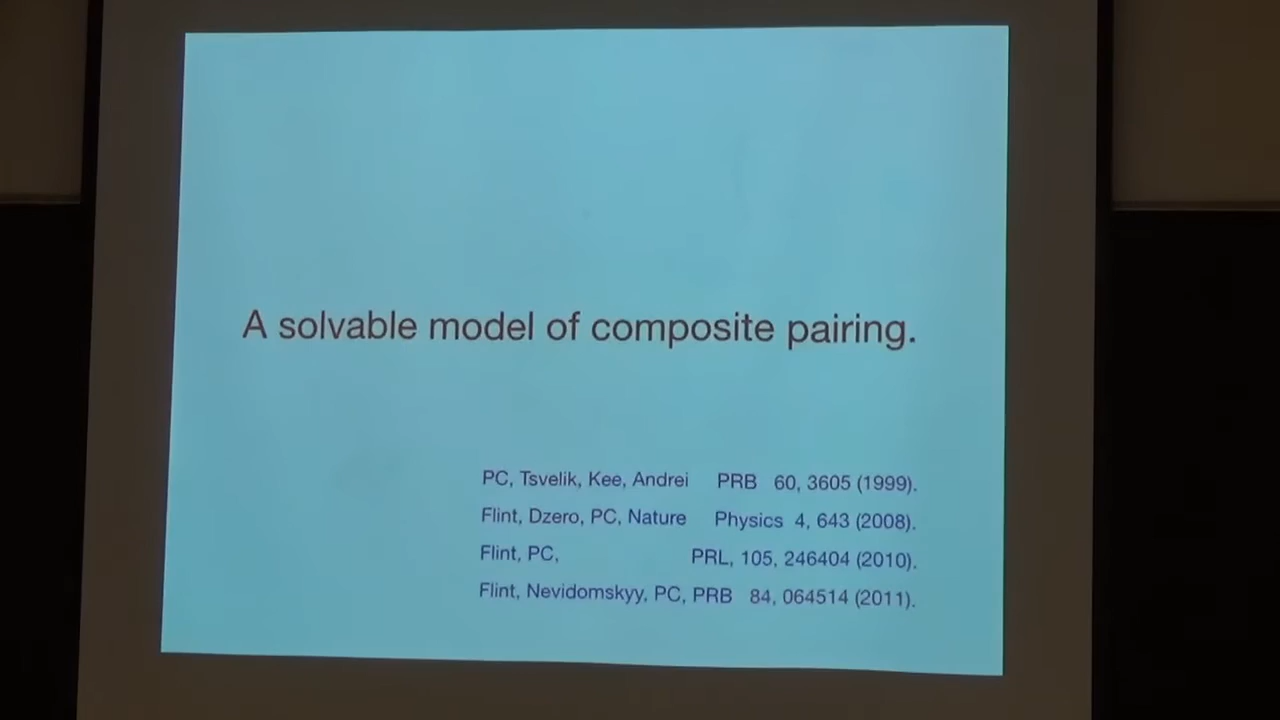 A solvable model of composite pairing.
PC, Tsvelik, Kee, Andrei PRB 60, 3605 (1999).
Flint, Dzero, PC, Nature Physics 4, 643 (2008).
Flint, PC, PRL, 105, 246404 (2010).
Flint, Nevidomskyy, PC, PRB 84, 064514 (2011).